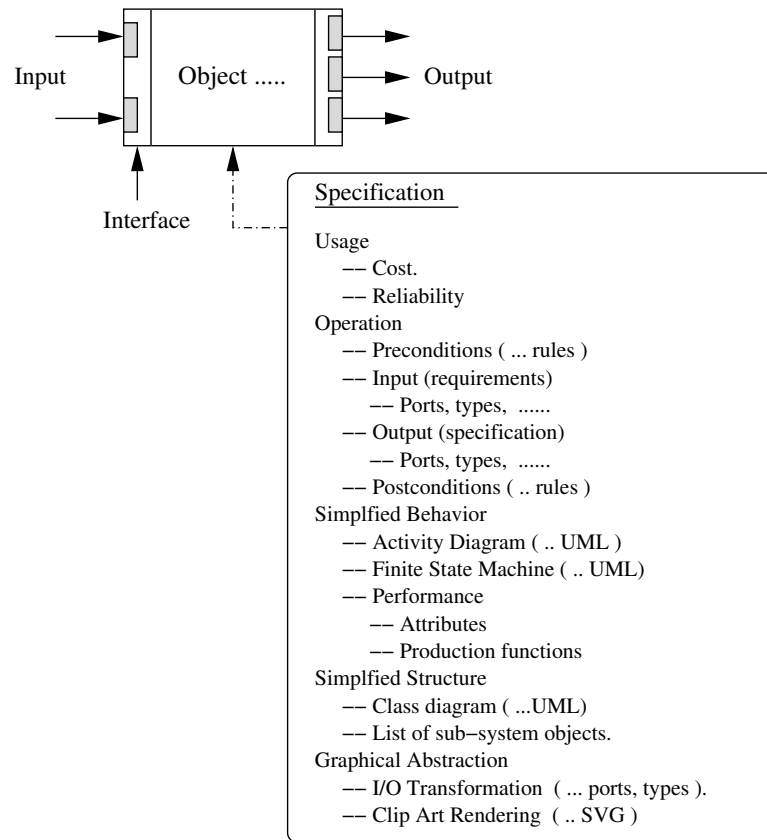 Input
Object .....
Output
Interface
Specification
Usage
−− Cost.
−− Reliability
Operation
−− Preconditions ( ... rules )
−− Input (requirements)
−− Ports, types,  ......
−− Output (specification)
−− Ports, types,  ......
−− Postconditions ( .. rules )
Simplfied Behavior
−− Activity Diagram ( .. UML )
−− Finite State Machine ( .. UML)
−− Performance
−− Attributes
−− Production functions
Simplfied Structure
−− Class diagram ( ...UML)
−− List of sub−system objects.
Graphical Abstraction
−− I/O Transformation  ( ... ports, types ).
−− Clip Art Rendering  ( .. SVG )